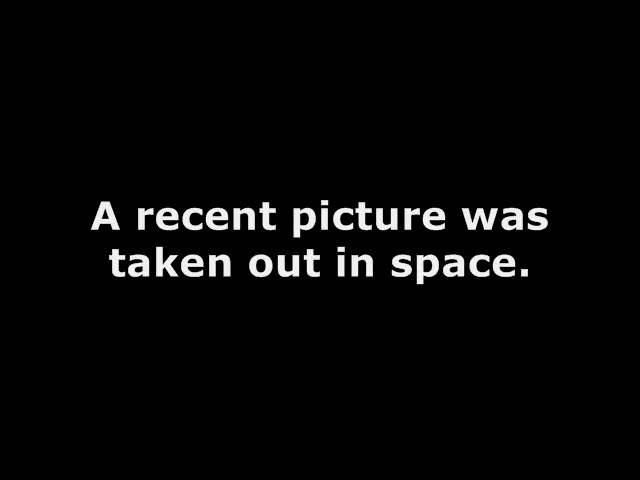 A recent picture was
taken out in space.